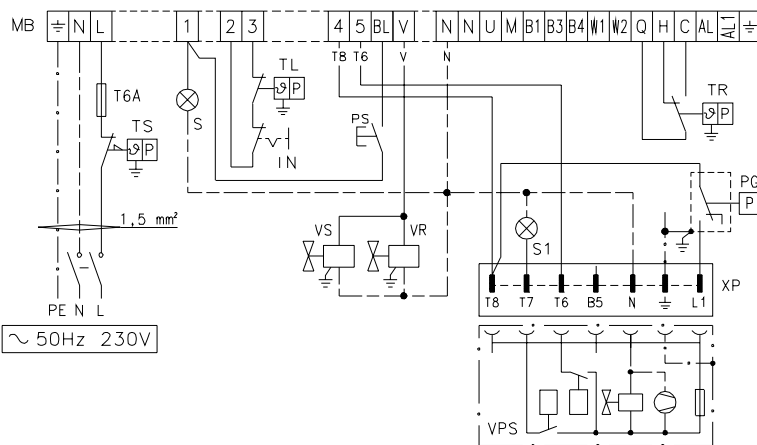 MB ⏚ N L 1 2 3 4 5 BL V N N U M B1 B3 B4 W1 W2 Q H C AL AL1 ⏚
T8 T6 V N
T6A
TL
ϑ P
S
TR
ϑ P
TS
ϑ P
PS
IN
PG
P
1,5 mm²
VS
VR
S1
XP
T8 T7 T6 B5 N ⏚ L1
PE N L
~ 50Hz 230V
VPS